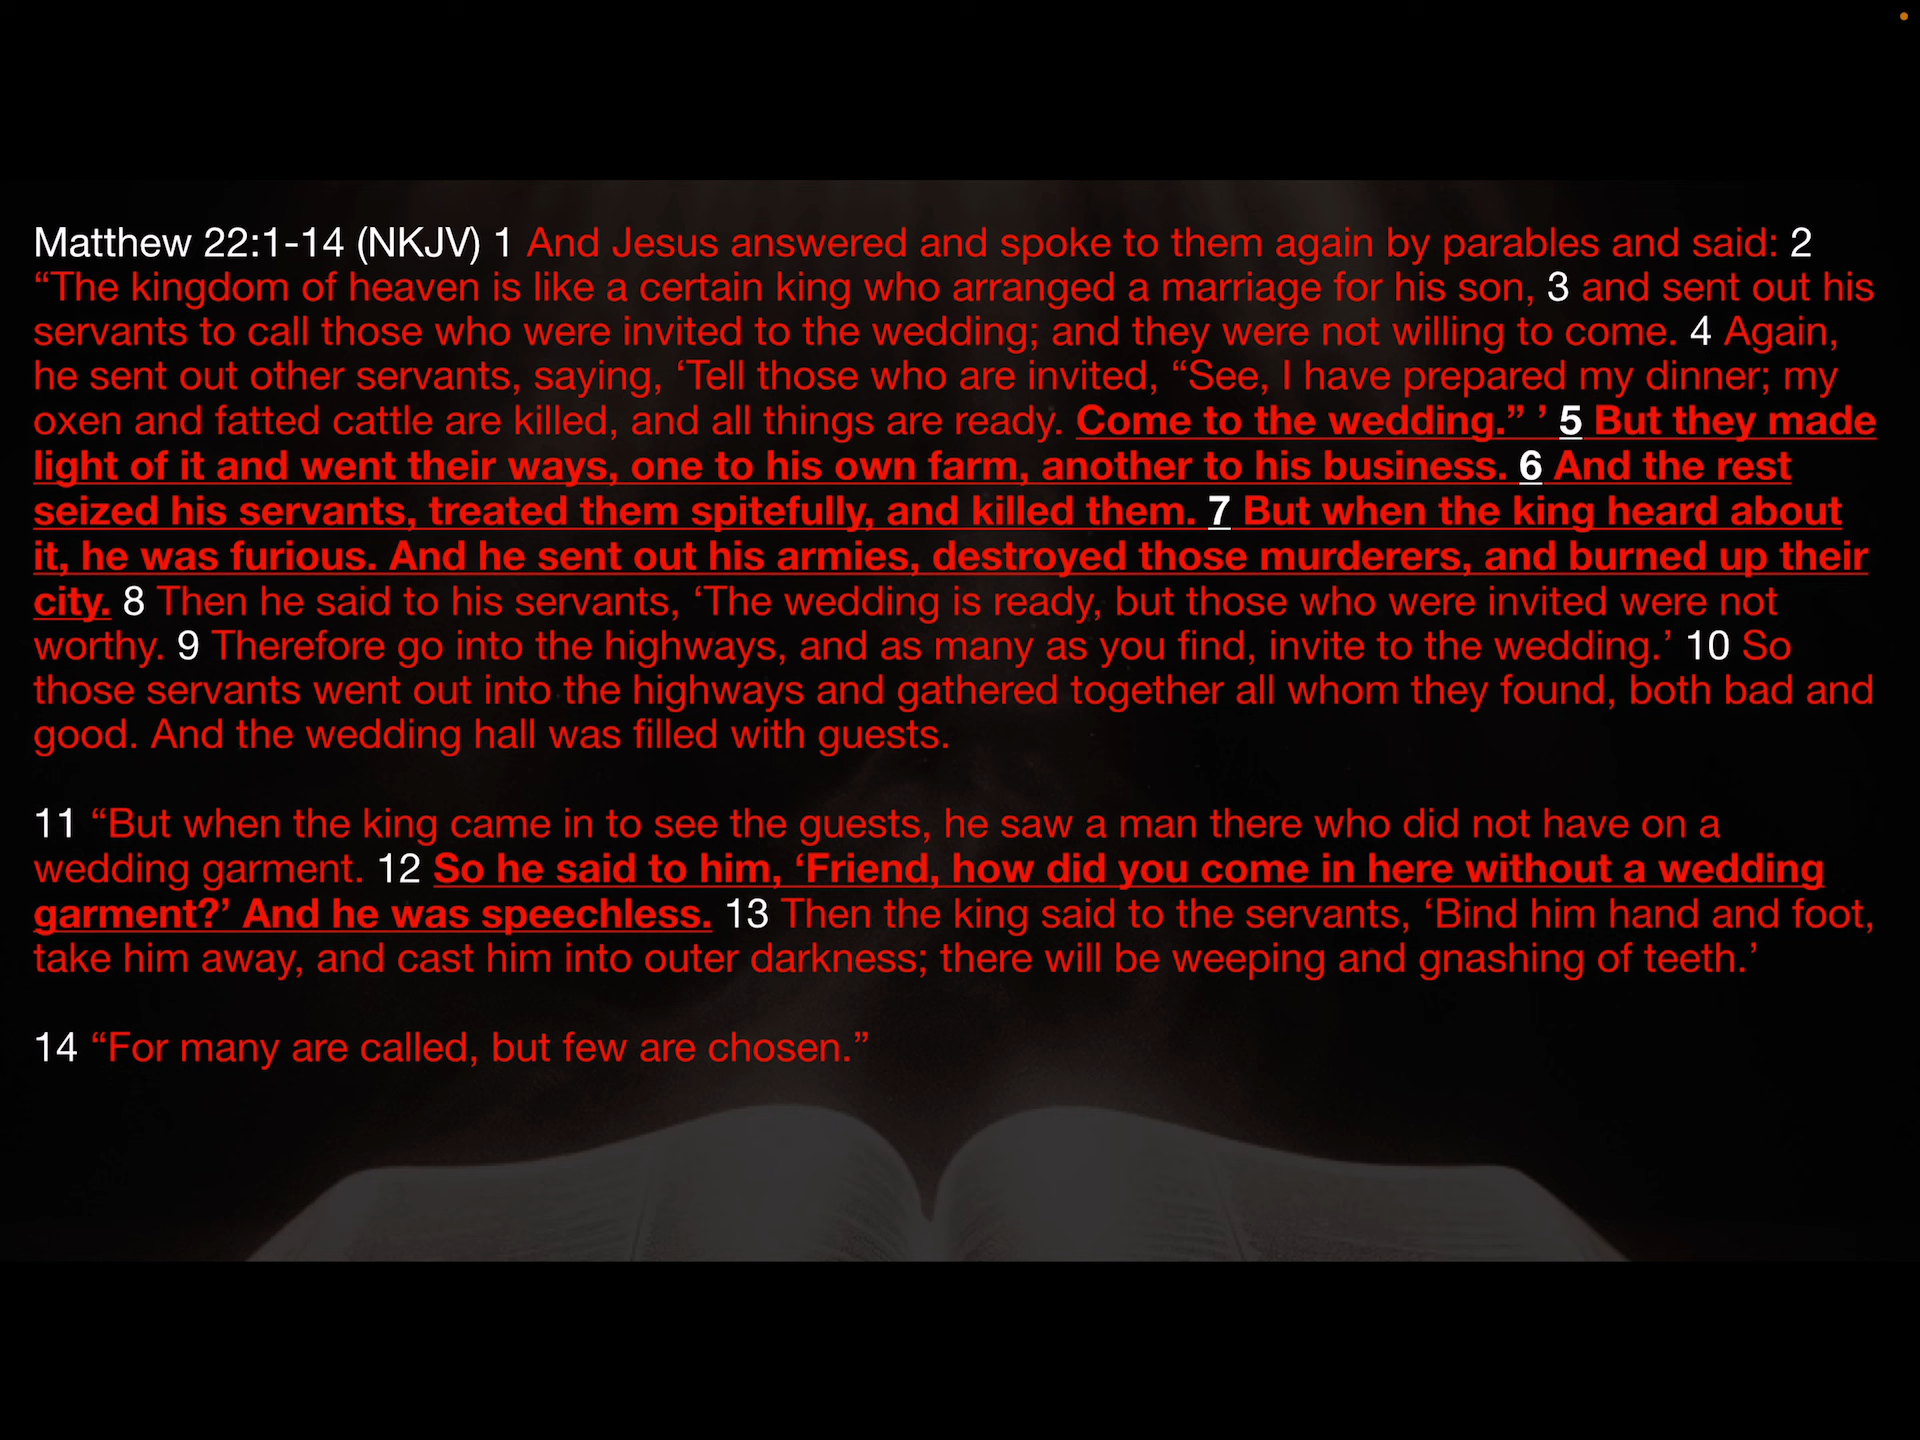 Matthew 22:1-14 (NKJV) 1 And Jesus answered and spoke to them again by parables and said: 2
“The kingdom of heaven is like a certain king who arranged a marriage for his son, 3 and sent out his
servants to call those who were invited to the wedding; and they were not willing to come. 4 Again,
he sent out other servants, saying, ‘Tell those who are invited, “See, I have prepared my dinner; my
oxen and fatted cattle are killed, and all things are ready. Come to the wedding.” ’ 5 But they made
light of it and went their ways, one to his own farm, another to his business. 6 And the rest
seized his servants, treated them spitefully, and killed them. 7 But when the king heard about
it, he was furious. And he sent out his armies, destroyed those murderers, and burned up their
city. 8 Then he said to his servants, ‘The wedding is ready, but those who were invited were not
worthy. 9 Therefore go into the highways, and as many as you find, invite to the wedding.’ 10 So
those servants went out into the highways and gathered together all whom they found, both bad and
good. And the wedding hall was filled with guests.
11 “But when the king came in to see the guests, he saw a man there who did not have on a
wedding garment. 12 So he said to him, ‘Friend, how did you come in here without a wedding
garment?’ And he was speechless. 13 Then the king said to the servants, ‘Bind him hand and foot,
take him away, and cast him into outer darkness; there will be weeping and gnashing of teeth.’
14 “For many are called, but few are chosen.”